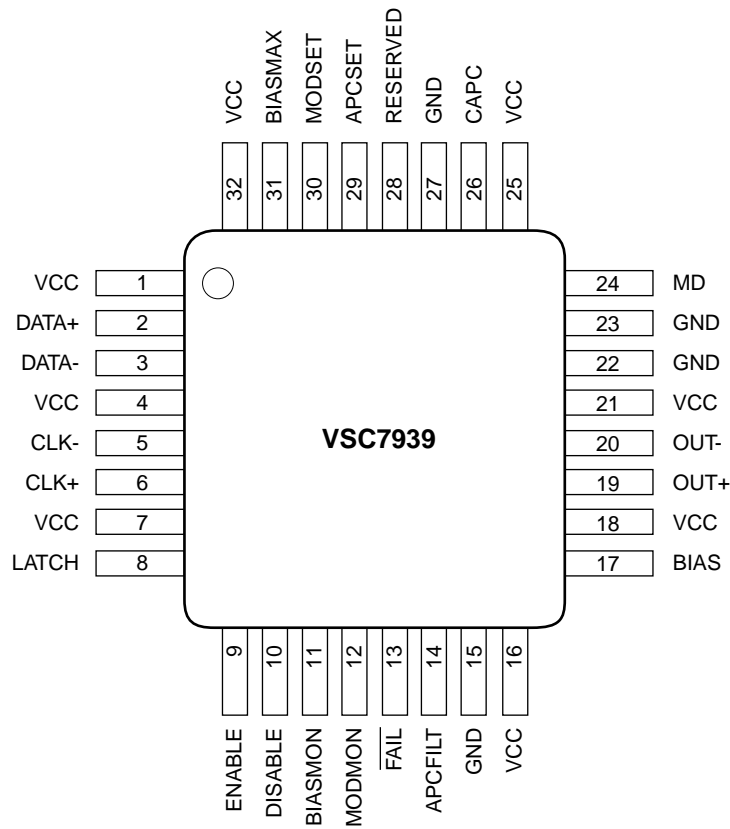 VCC
BIASMAX
MODSET
APCSET
RESERVED
GND
CAPC
VCC
32
31
30
29
28
27
26
25
VCC 1
DATA+ 2
DATA- 3
VCC 4
CLK- 5
CLK+ 6
VCC 7
LATCH 8
VSC7939
24 MD
23 GND
22 GND
21 VCC
20 OUT-
19 OUT+
18 VCC
17 BIAS
9
10
11
12
13
14
15
16
ENABLE
DISABLE
BIASMON
MODMON
F̅A̅I̅L̅
APCFILT
GND
VCC